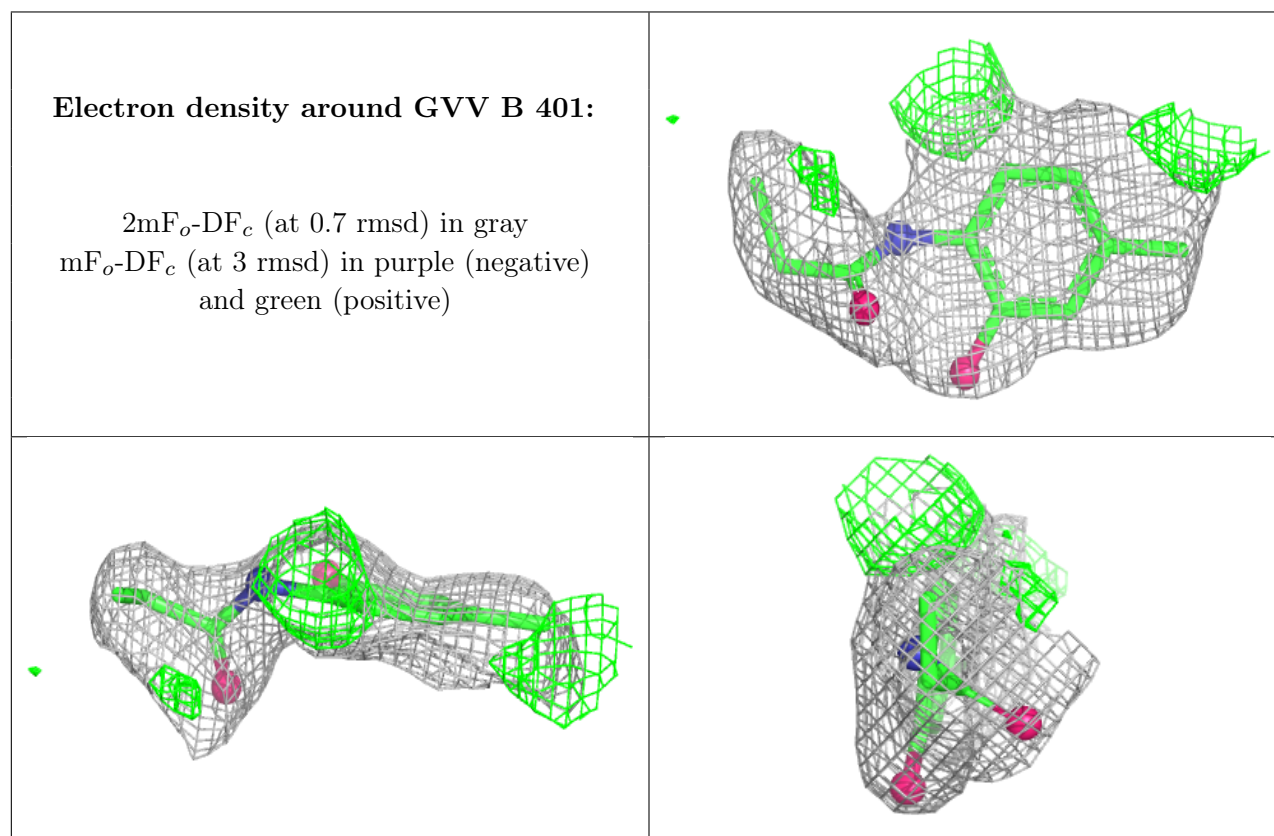 Electron density around GVV B 401:
2mFo-DFc (at 0.7 rmsd) in gray
mFo-DFc (at 3 rmsd) in purple (negative)
and green (positive)